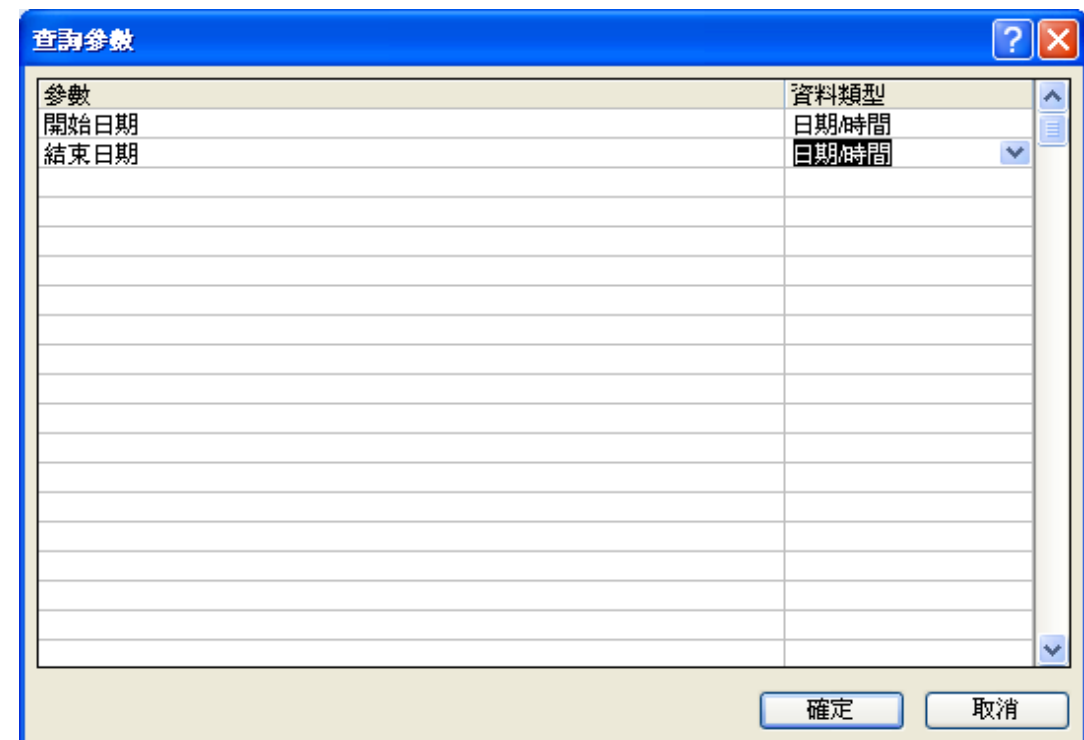 查詢參數
參數 資料類型
開始日期 日期/時間
結束日期 日期/時間
確定 取消